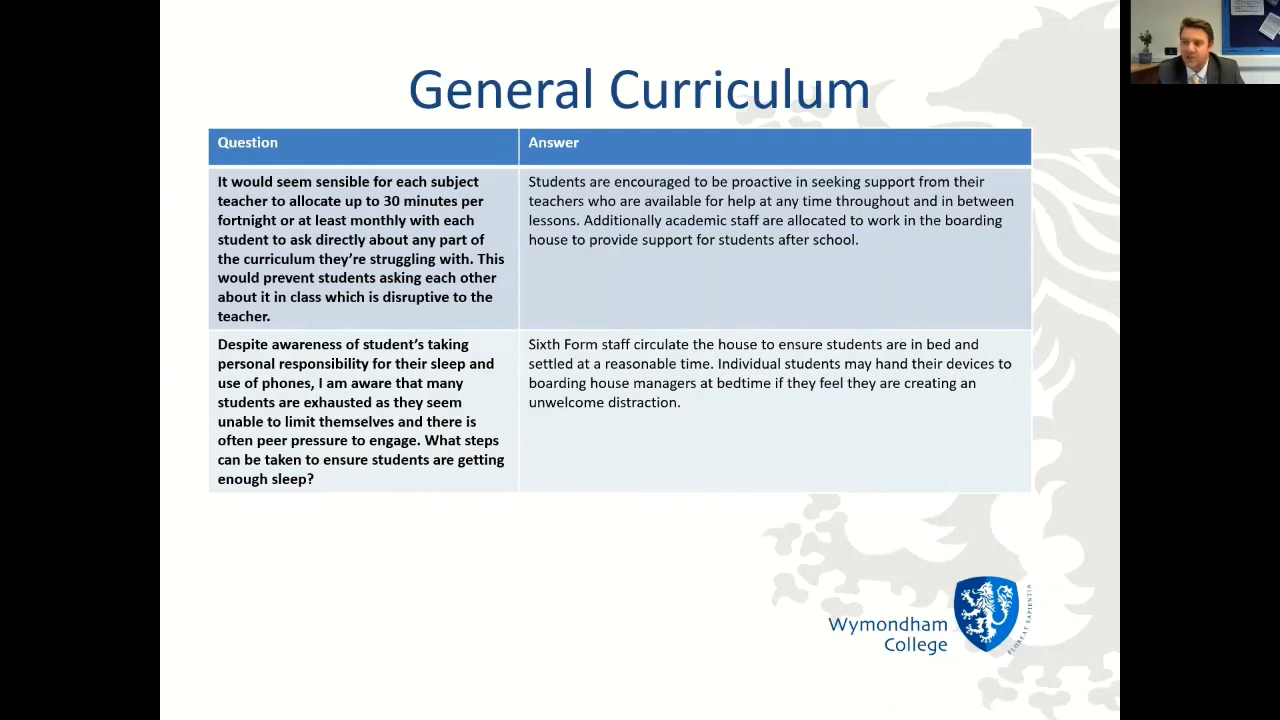 General Curriculum
Question
Answer
It would seem sensible for each subject
teacher to allocate up to 30 minutes per
fortnight or at least monthly with each
student to ask directly about any part of
the curriculum they’re struggling with. This
would prevent students asking each other
about it in class which is disruptive to the
teacher.
Students are encouraged to be proactive in seeking support from their
teachers who are available for help at any time throughout and in between
lessons. Additionally academic staff are allocated to work in the boarding
house to provide support for students after school.
Despite awareness of student’s taking
personal responsibility for their sleep and
use of phones, I am aware that many
students are exhausted as they seem
unable to limit themselves and there is
often peer pressure to engage. What steps
can be taken to ensure students are getting
enough sleep?
Sixth Form staff circulate the house to ensure students are in bed and
settled at a reasonable time. Individual students may hand their devices to
boarding house managers at bedtime if they feel they are creating an
unwelcome distraction.
Wymondham
College
FLOREAT SAPIENTIA